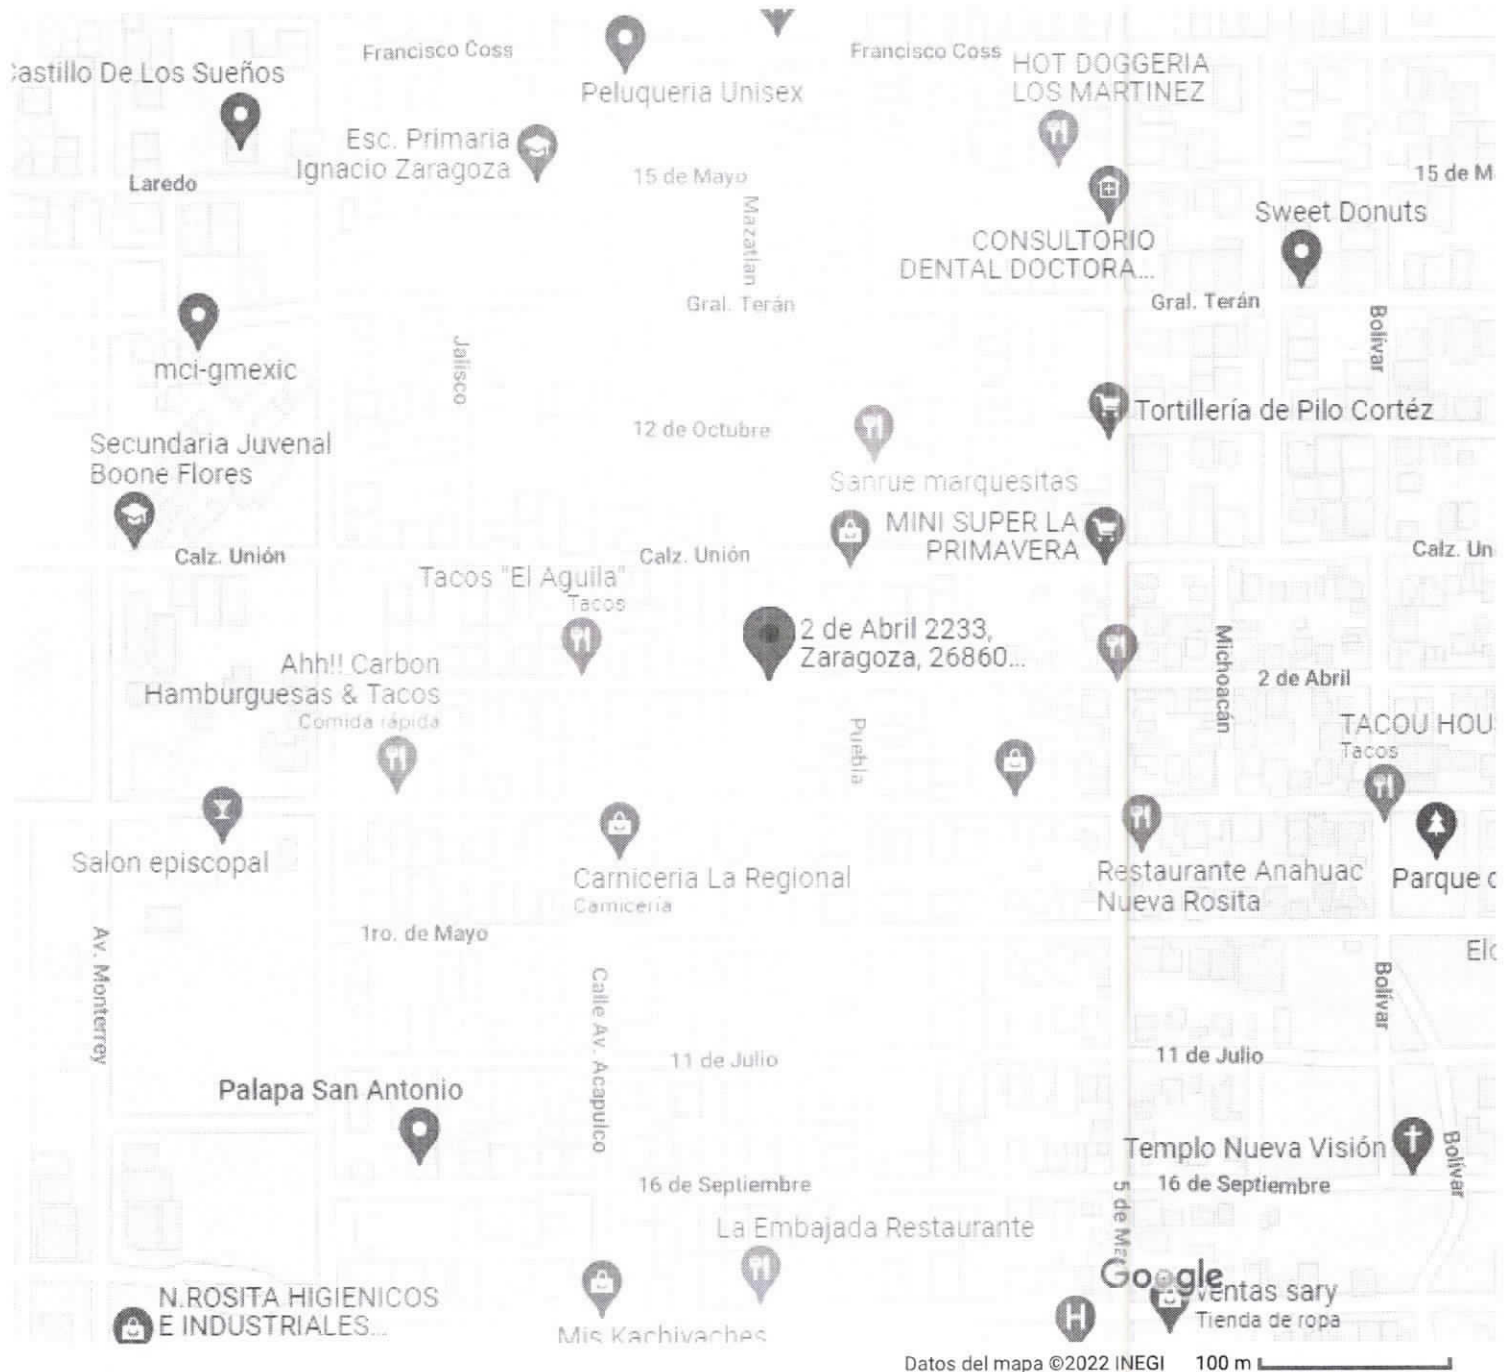 Francisco Coss
Francisco Coss
HOT DOGGERIA
LOS MARTINEZ
Castillo De Los Sueños
Peluqueria Unisex
Esc. Primaria
Ignacio Zaragoza
Laredo
15 de Mayo
15 de M
Mazatlan
Sweet Donuts
CONSULTORIO
DENTAL DOCTORA...
Gral. Terán
Gral. Terán
Bolívar
Jalisco
mci-gmexic
12 de Octubre
Tortillería de Pilo Cortéz
Secundaria Juvenal
Boone Flores
Sanrue marquesitas
MINI SUPER LA
PRIMAVERA
Calz. Unión
Calz. Unión
Calz. Un
Tacos "El Aguila"
Tacos
2 de Abril 2233,
Zaragoza, 26860...
Michoacán
2 de Abril
Ahh!! Carbon
Hamburguesas & Tacos
Comida rápida
Puebla
TACOU HOU
Tacos
Salon episcopal
Carniceria La Regional
Carnicería
Restaurante Anahuac
Nueva Rosita
Parque
1ro. de Mayo
Av. Monterrey
Calle Av. Acapulco
Bolívar
11 de Julio
11 de Julio
Palapa San Antonio
Templo Nueva Visión
Bolívar
16 de Septiembre
16 de Septiembre
5 de May
La Embajada Restaurante
Google
N.ROSITA HIGIENICOS
E INDUSTRIALES...
Mis Kachivaches
H
Ventas sary
Tienda de ropa
Datos del mapa ©2022 INEGI 100 m